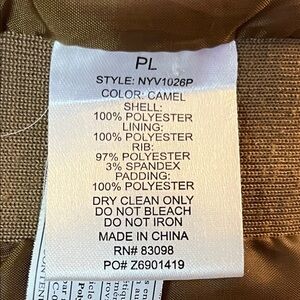 PL
STYLE: NYV1026P
COLOR: CAMEL
SHELL:
100% POLYESTER
LINING:
100% POLYESTER
RIB:
97% POLYESTER
3% SPANDEX
PADDING:
100% POLYESTER
DRY CLEAN ONLY
DO NOT BLEACH
DO NOT IRON
MADE IN CHINA
RN# 83098
PO# Z6901419